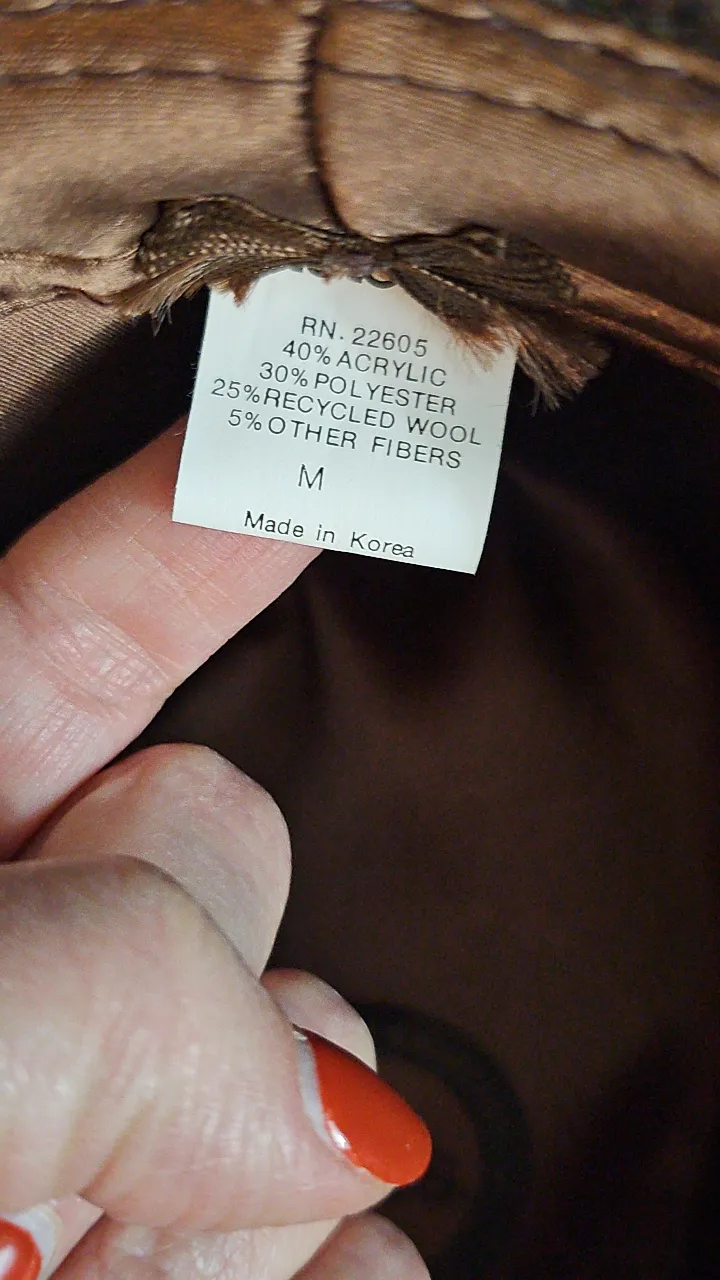 RN. 22605
40% ACRYLIC
30% POLYESTER
25%RECYCLED WOOL
5%OTHER FIBERS
M
Made in Korea